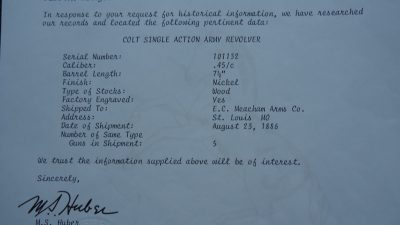 In response to your request for historical information, we have researched
our records and located the following pertinent data:
COLT SINGLE ACTION ARMY REVOLVER
Serial Number: 101152
Caliber: .45/c
Barrel Length: 7½"
Finish: Nickel
Type of Stocks: Wood
Factory Engraved: Yes
Shipped To: E.C. Meacham Arms Co.
Address: St. Louis MO
Date of Shipment: August 23, 1886
Number of Same Type
Guns in Shipment: 5
We trust the information supplied above will be of interest.
Sincerely,
M.S. Huber
M.S. Huber